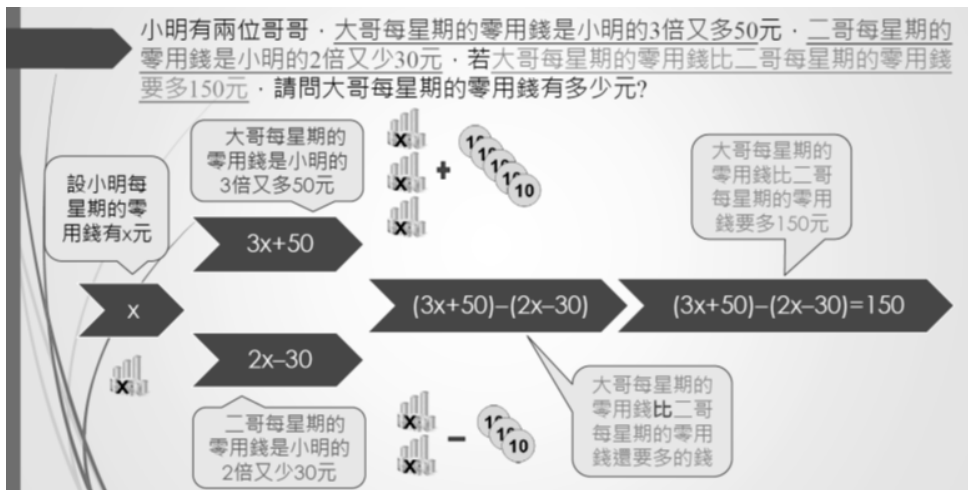 小明有兩位哥哥，大哥每星期的零用錢是小明的3倍又多50元，二哥每星期的
零用錢是小明的2倍又少30元，若大哥每星期的零用錢比二哥每星期的零用錢
要多150元，請問大哥每星期的零用錢有多少元?
設小明每
星期的零
用錢有x元
x
x
大哥每星期的
零用錢是小明的
3倍又多50元
3x+50
x
x
x
+
10
10
10
10
10
2x–30
二哥每星期的
零用錢是小明的
2倍又少30元
x
x
–
10
10
10
(3x+50)–(2x–30)
大哥每星期的
零用錢比二哥
每星期的零用
錢還要多的錢
大哥每星期的
零用錢比二哥
每星期的零用
錢要多150元
(3x+50)–(2x–30)=150